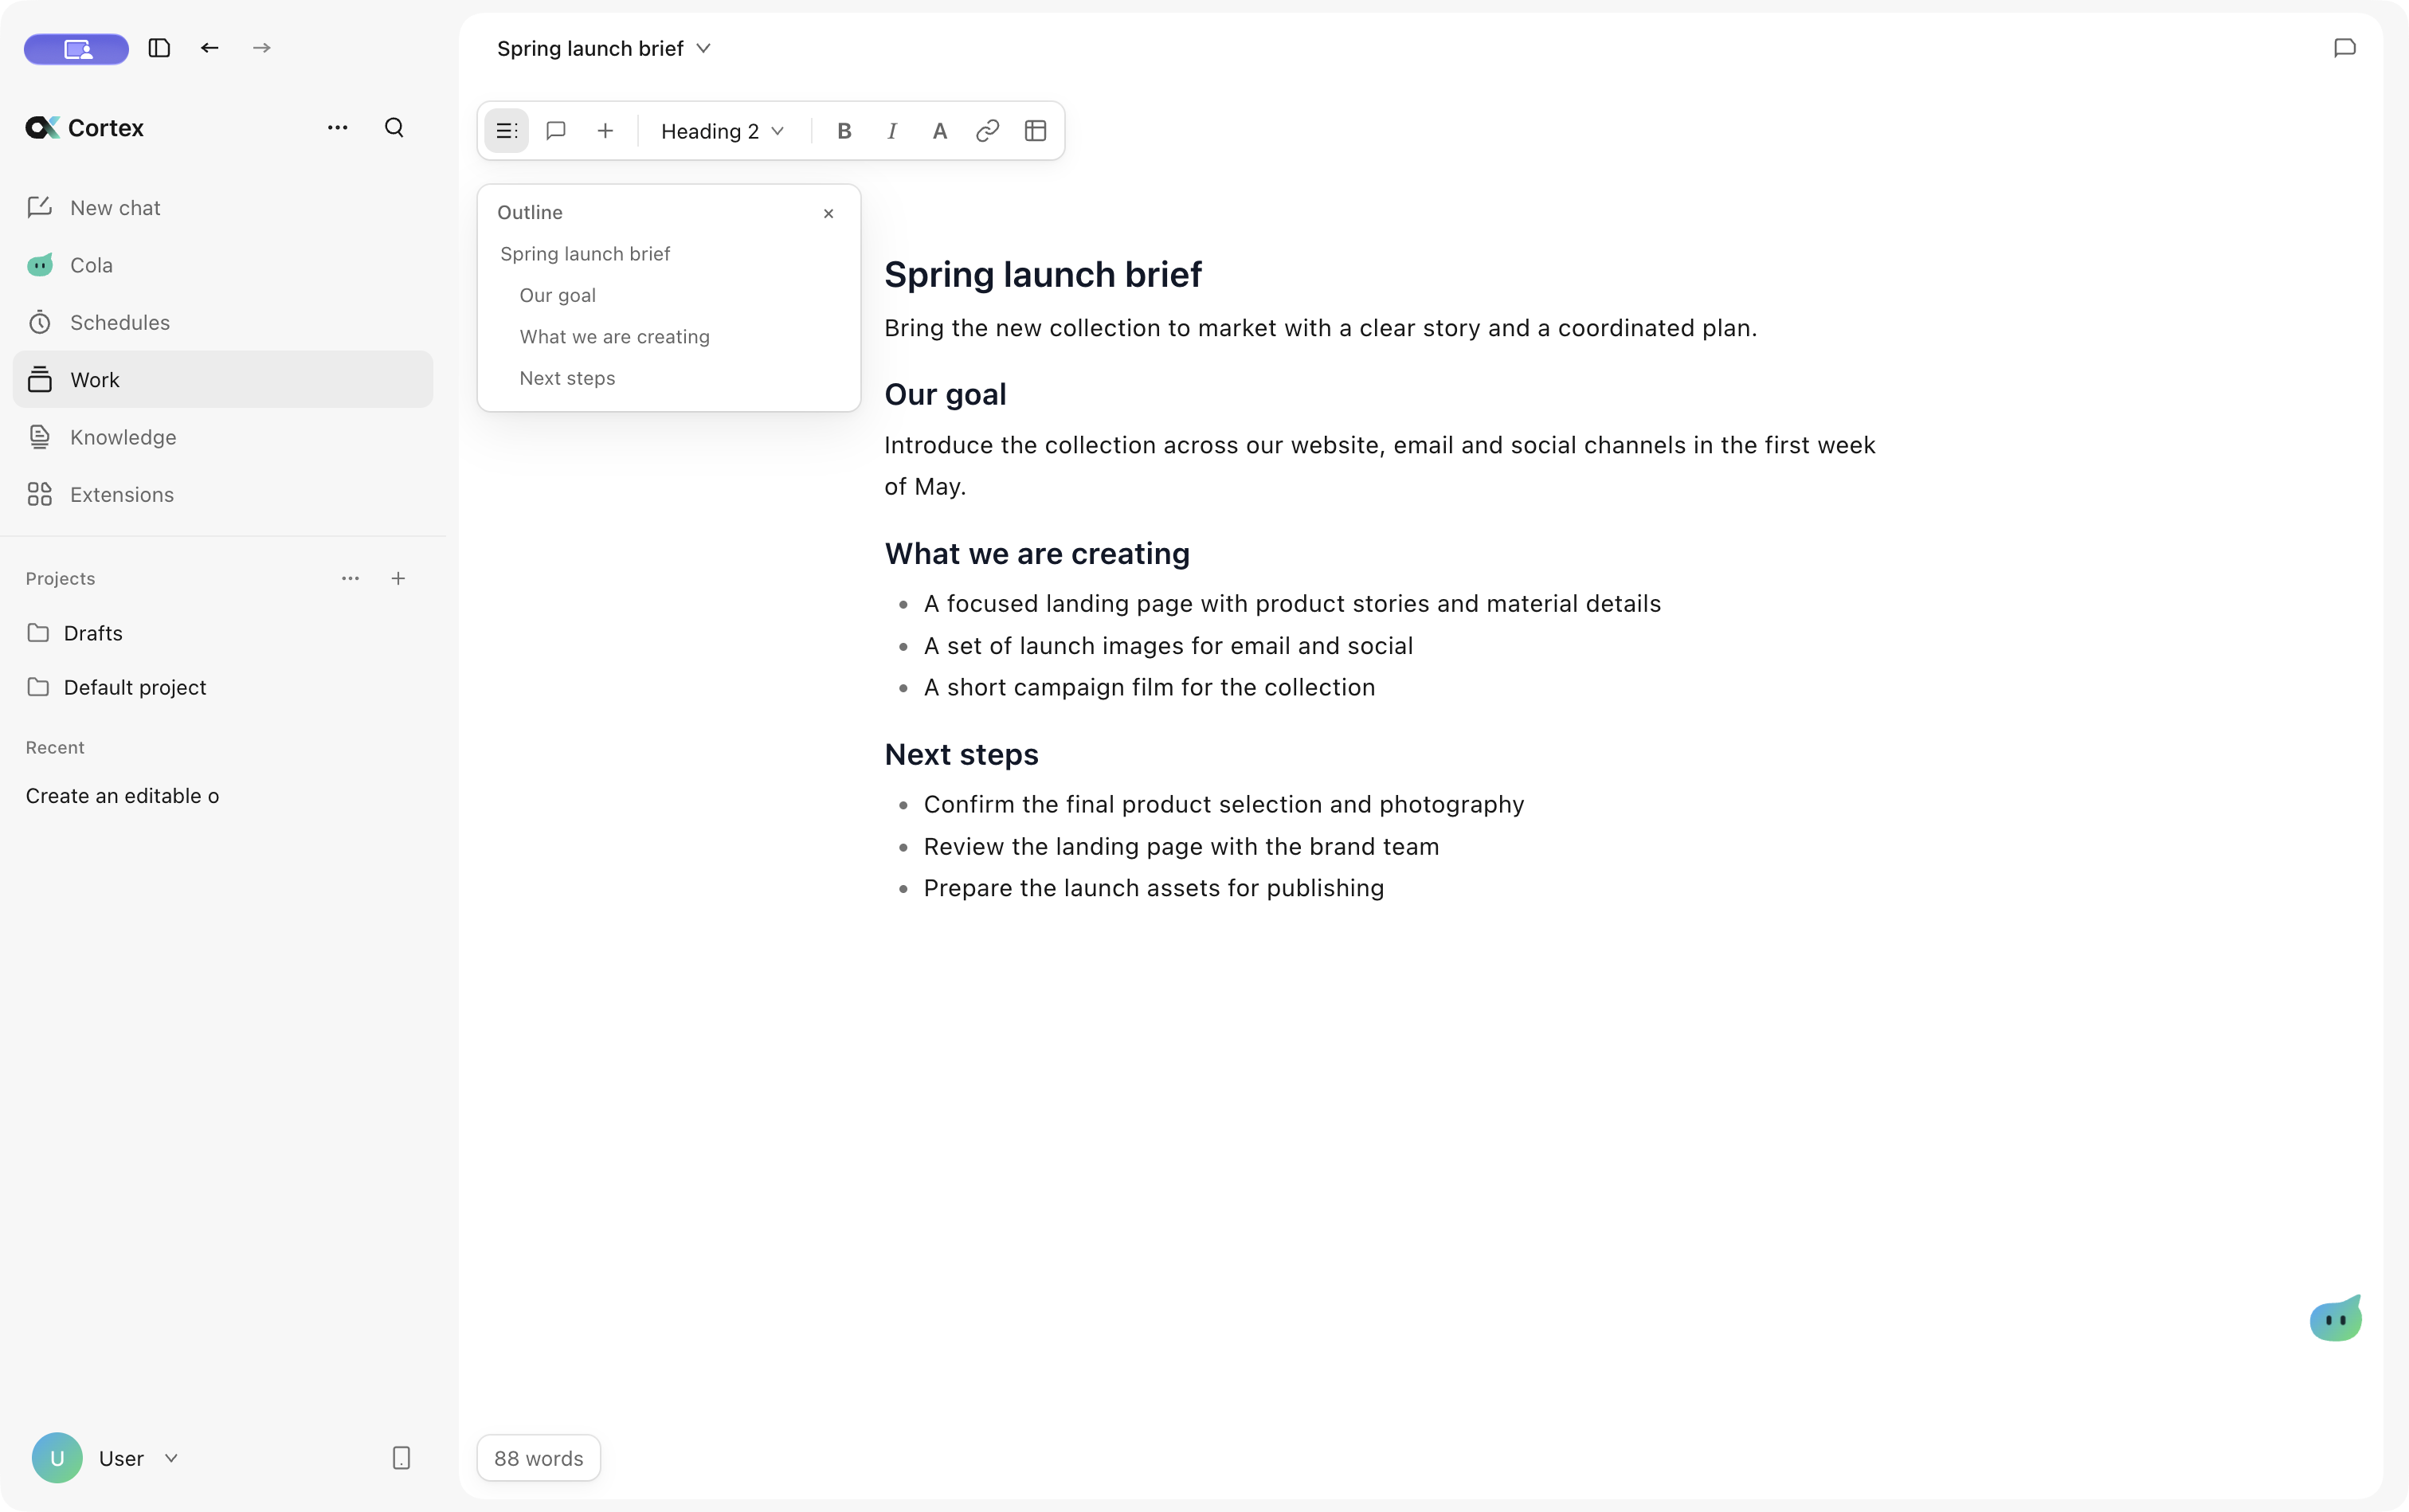 Spring launch brief
Cortex
New chat
Cola
Schedules
Work
Knowledge
Extensions
Projects
Drafts
Default project
Recent
Create an editable o
U
User
Heading 2
B
I
A
Outline
Spring launch brief
Our goal
What we are creating
Next steps
Spring launch brief
Bring the new collection to market with a clear story and a coordinated plan.
Our goal
Introduce the collection across our website, email and social channels in the first week
of May.
What we are creating
A focused landing page with product stories and material details
A set of launch images for email and social
A short campaign film for the collection
Next steps
Confirm the final product selection and photography
Review the landing page with the brand team
Prepare the launch assets for publishing
88 words